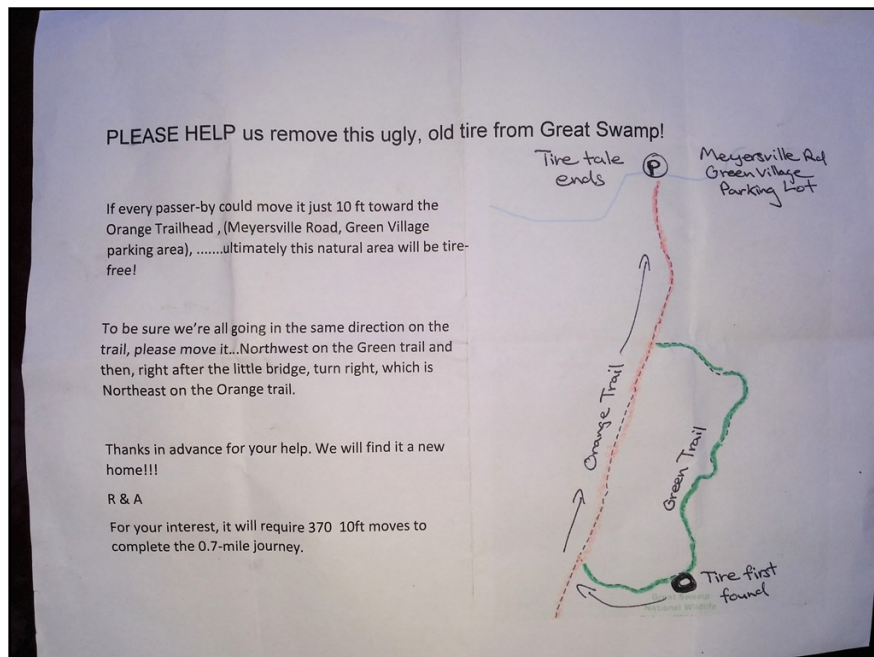 PLEASE HELP us remove this ugly, old tire from Great Swamp!
Tire tale
ends
P
Meyersville Rd
Green Village
Parking Lot
If every passer-by could move it just 10 ft toward the
Orange Trailhead , (Meyersville Road, Green Village
parking area), .......ultimately this natural area will be tire-
free!
To be sure we're all going in the same direction on the
trail, please move it...Northwest on the Green trail and
then, right after the little bridge, turn right, which is
Northeast on the Orange trail.
Thanks in advance for your help. We will find it a new
home!!!
R & A
For your interest, it will require 370 10ft moves to
complete the 0.7-mile journey.
Orange Trail
Green Trail
Tire first
found
Great Swamp
National Wildlife